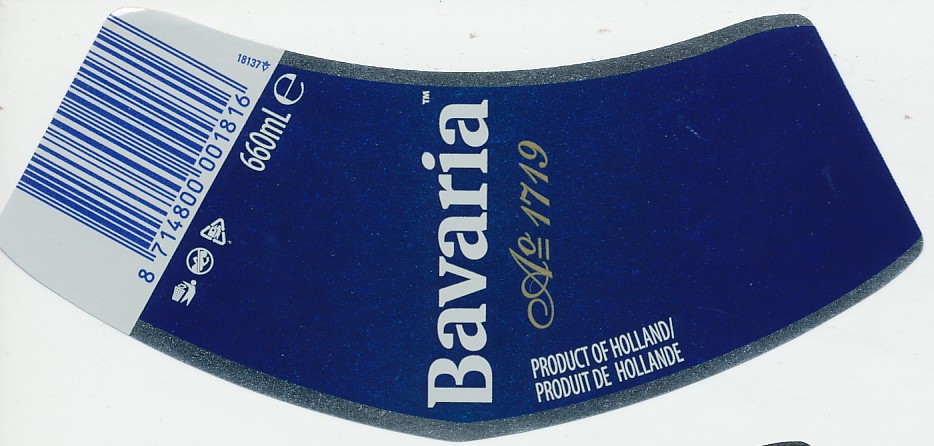 18137
8 714800 001816
660mL e
Bavaria™
Aº 1719
PRODUCT OF HOLLAND/
PRODUIT DE HOLLANDE